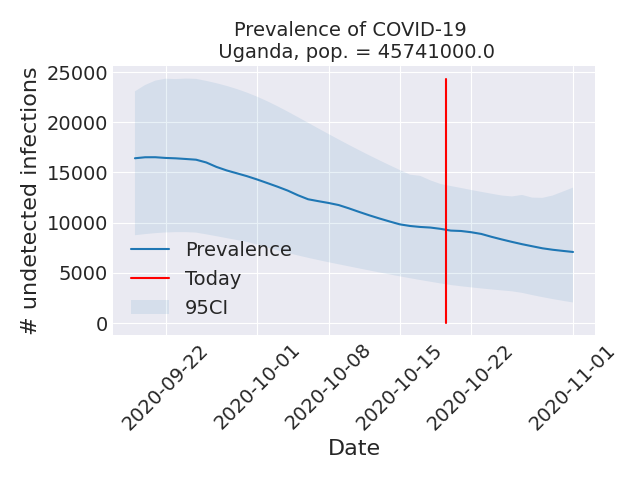 Prevalence of COVID-19
Uganda, pop. = 45741000.0
# undetected infections
25000
20000
15000
10000
5000
0
Prevalence
Today
95CI
2020-09-22
2020-10-01
2020-10-08
2020-10-15
2020-10-22
2020-11-01
Date